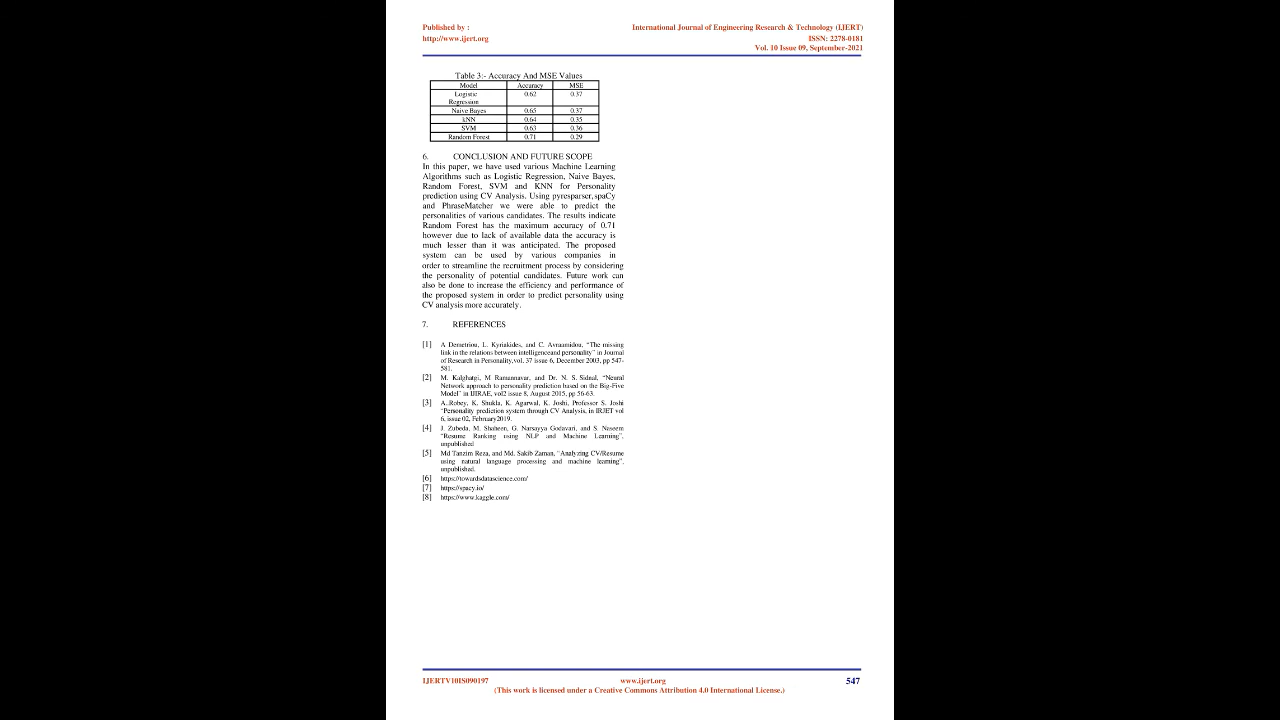 Published by :
International Journal of Engineering Research & Technology (IJERT)
http://www.ijert.org
ISSN: 2278-0181
Vol. 10 Issue 09, September-2021
Table 3:- Accuracy And MSE Values
Model Accuracy MSE
Logistic Regression 0.62 0.37
Naive Bayes 0.65 0.37
kNN 0.64 0.35
SVM 0.63 0.36
Random Forest 0.71 0.29
6. CONCLUSION AND FUTURE SCOPE
In this paper, we have used various Machine Learning
Algorithms such as Logistic Regression, Naive Bayes,
Random Forest, SVM and KNN for Personality
prediction using CV Analysis. Using pyresparser,spaCy
and PhraseMatcher we were able to predict the
personalities of various candidates. The results indicate
Random Forest has the maximum accuracy of 0.71
however due to lack of available data the accuracy is
much lesser than it was anticipated. The proposed
system can be used by various companies in
order to streamline the recruitment process by considering
the personality of potential candidates. Future work can
also be done to increase the efficiency and performance of
the proposed system in order to predict personality using
CV analysis more accurately.
7. REFERENCES
[1] A Demetriou, L. Kyriakides, and C. Avraamidou, “The missing
link in the relations between intelligenceand personality” in Journal
of Research in Personality,vol. 37 issue 6, December 2003, pp 547-
581.
[2] M. Kalghatgi, M Ramannavar, and Dr. N. S. Sidnal, “Neural
Network approach to personality prediction based on the Big-Five
Model” in IJIRAE, vol2 issue 8, August 2015, pp 56-63.
[3] A..Robey, K. Shukla, K. Agarwal, K. Joshi, Professor S. Joshi
“Personality prediction system through CV Analysis, in IRJET vol
6, issue 02, February2019.
[4] J. Zubeda, M. Shaheen, G. Narsayya Godavari, and S. Naseem
“Resume Ranking using NLP and Machine Learning”,
unpublished.
[5] Md Tanzim Reza, and Md. Sakib Zaman, “Analyzing CV/Resume
using natural language processing and machine learning”,
unpublished.
[6] https://towardsdatascience.com/
[7] https://spacy.io/
[8] https://www.kaggle.com/
IJERTV10IS090197 www.ijert.org 547
(This work is licensed under a Creative Commons Attribution 4.0 International License.)